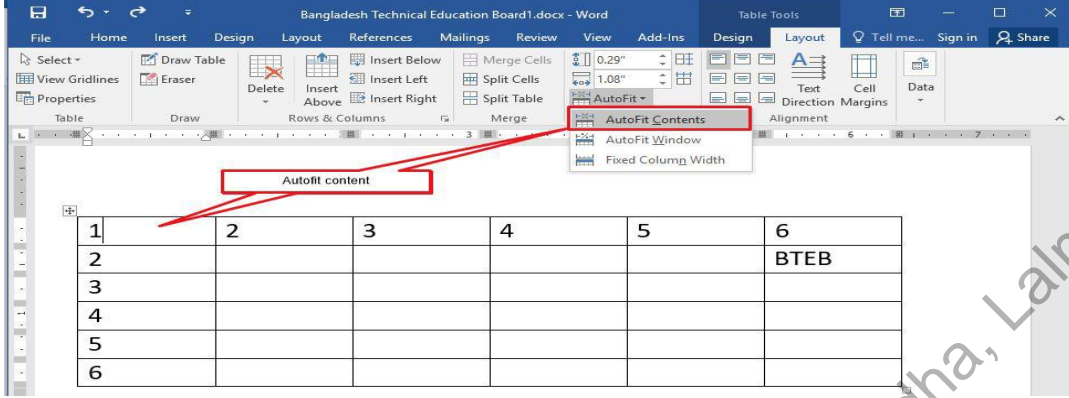 Bangladesh Technical Education Board1.docx - Word Table Tools
File Home Insert Design Layout References Mailings Review View Add-Ins Design Layout Tell me... Sign in Share
Select
View Gridlines
Properties
Table
Draw Table
Eraser
Draw
Delete
Insert
Above
Insert Below
Insert Left
Insert Right
Rows & Columns
Merge Cells
Split Cells
Split Table
Merge
0.29"
1.08"
AutoFit
AutoFit Contents
AutoFit Window
Fixed Column Width
Text
Direction
Cell
Margins
Alignment
Data
3 6 7
Autofit content
1 2 3 4 5 6
2 BTEB
3
4
5
6